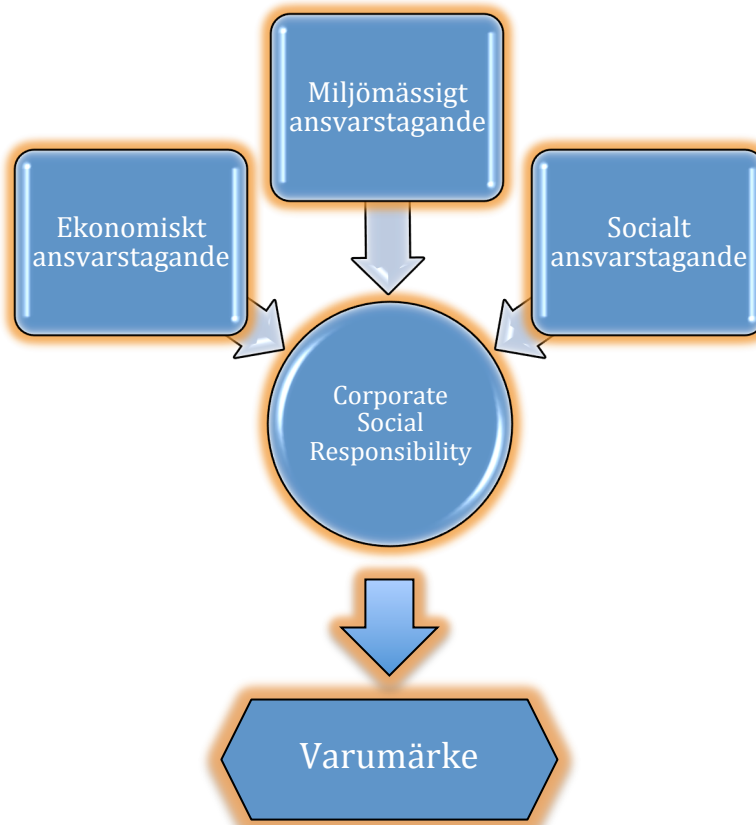 Miljömässigt
ansvarstagande
Ekonomiskt
ansvarstagande
Socialt
ansvarstagande
Corporate
Social
Responsibility
Varumärke